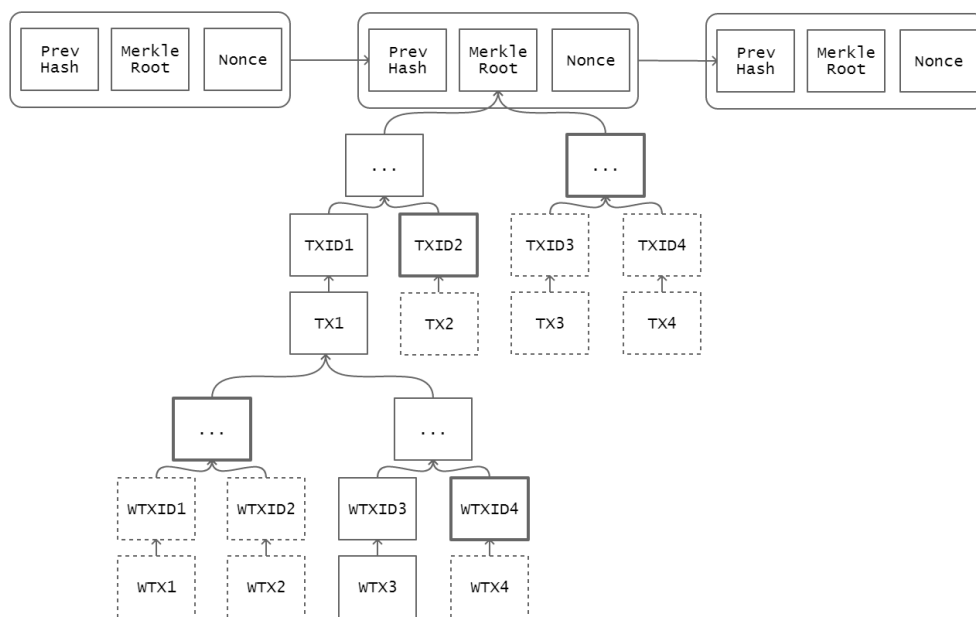 Prev
Hash
Merkle
Root
Nonce
Prev
Hash
Merkle
Root
Nonce
Prev
Hash
Merkle
Root
Nonce
...
...
TXID1
TXID2
TXID3
TXID4
TX1
TX2
TX3
TX4
...
...
WTXID1
WTXID2
WTXID3
WTXID4
WTX1
WTX2
WTX3
WTX4